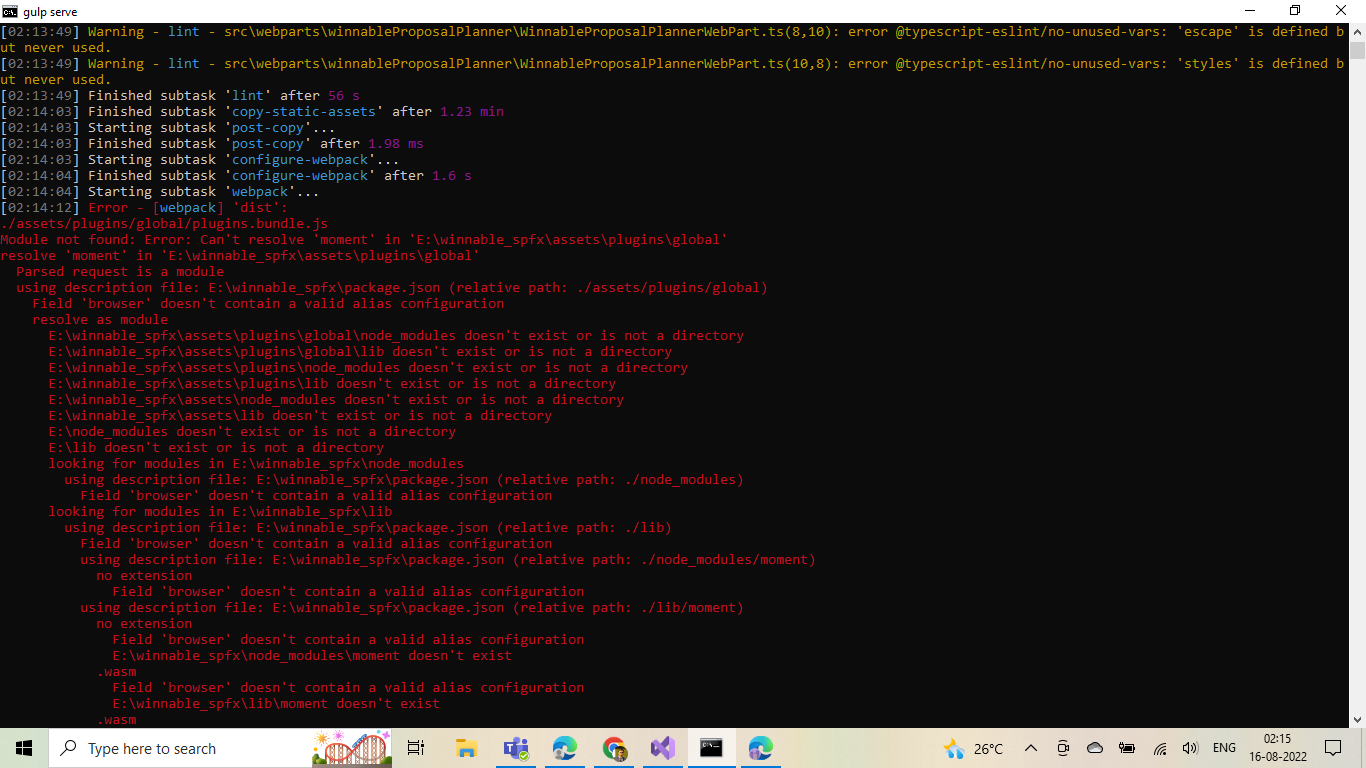 gulp serve
[02:13:49] Warning - lint - src\webparts\winnableProposalPlanner\WinnableProposalPlannerWebPart.ts(8,10): error @typescript-eslint/no-unused-vars: 'escape' is defined b
ut never used.
[02:13:49] Warning - lint - src\webparts\winnableProposalPlanner\WinnableProposalPlannerWebPart.ts(10,8): error @typescript-eslint/no-unused-vars: 'styles' is defined b
ut never used.
[02:13:49] Finished subtask 'lint' after 56 s
[02:14:03] Finished subtask 'copy-static-assets' after 1.23 min
[02:14:03] Starting subtask 'post-copy'...
[02:14:03] Finished subtask 'post-copy' after 1.98 ms
[02:14:03] Starting subtask 'configure-webpack'...
[02:14:04] Finished subtask 'configure-webpack' after 1.6 s
[02:14:04] Starting subtask 'webpack'...
[02:14:12] Error - [webpack] 'dist':
./assets/plugins/global/plugins.bundle.js
Module not found: Error: Can't resolve 'moment' in 'E:\winnable_spfx\assets\plugins\global'
resolve 'moment' in 'E:\winnable_spfx\assets\plugins\global'
  Parsed request is a module
  using description file: E:\winnable_spfx\package.json (relative path: ./assets/plugins/global)
    Field 'browser' doesn't contain a valid alias configuration
    resolve as module
      E:\winnable_spfx\assets\plugins\global\node_modules doesn't exist or is not a directory
      E:\winnable_spfx\assets\plugins\global\lib doesn't exist or is not a directory
      E:\winnable_spfx\assets\plugins\node_modules doesn't exist or is not a directory
      E:\winnable_spfx\assets\plugins\lib doesn't exist or is not a directory
      E:\winnable_spfx\assets\node_modules doesn't exist or is not a directory
      E:\winnable_spfx\assets\lib doesn't exist or is not a directory
      E:\node_modules doesn't exist or is not a directory
      E:\lib doesn't exist or is not a directory
      looking for modules in E:\winnable_spfx\node_modules
        using description file: E:\winnable_spfx\package.json (relative path: ./node_modules)
          Field 'browser' doesn't contain a valid alias configuration
      looking for modules in E:\winnable_spfx\lib
        using description file: E:\winnable_spfx\package.json (relative path: ./lib)
          Field 'browser' doesn't contain a valid alias configuration
          using description file: E:\winnable_spfx\package.json (relative path: ./node_modules/moment)
            no extension
              Field 'browser' doesn't contain a valid alias configuration
          using description file: E:\winnable_spfx\package.json (relative path: ./lib/moment)
            no extension
              Field 'browser' doesn't contain a valid alias configuration
              E:\winnable_spfx\node_modules\moment doesn't exist
            .wasm
              Field 'browser' doesn't contain a valid alias configuration
              E:\winnable_spfx\lib\moment doesn't exist
            .wasm
Type here to search
26°C
ENG
02:15
16-08-2022